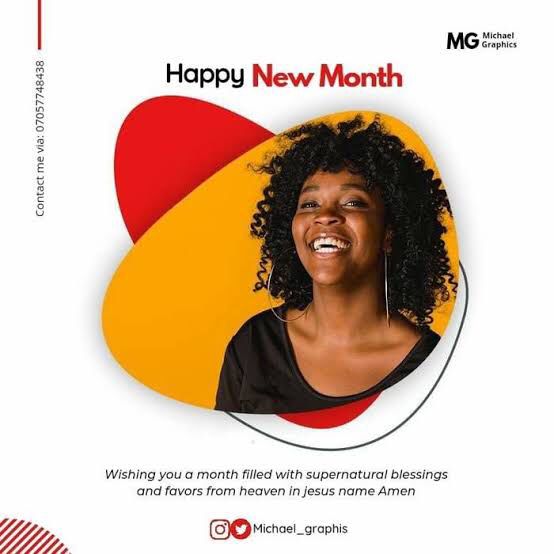 MG Michael
Graphics
Happy New Month
Contact me via: 07057748438
Wishing you a month filled with supernatural blessings
and favors from heaven in jesus name Amen
Michael_graphis